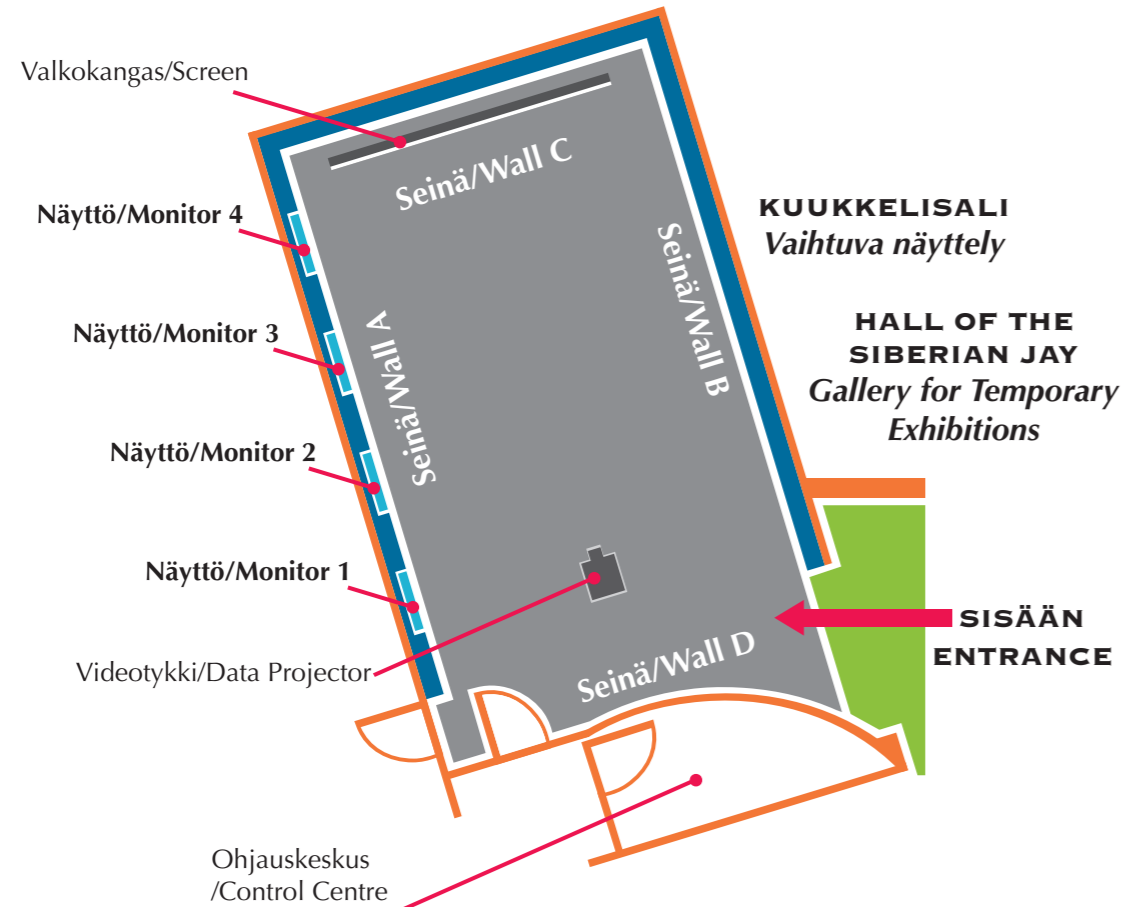 Valkokangas/Screen
Seinä/Wall C
Näyttö/Monitor 4
KUUKKELISALI
Vaihtuva näyttely
Seinä/Wall B
Näyttö/Monitor 3
Seinä/Wall A
HALL OF THE
SIBERIAN JAY
Gallery for Temporary
Exhibitions
Näyttö/Monitor 2
Näyttö/Monitor 1
SISÄÄN
ENTRANCE
Videotykki/Data Projector
Seinä/Wall D
Ohjauskeskus
/Control Centre